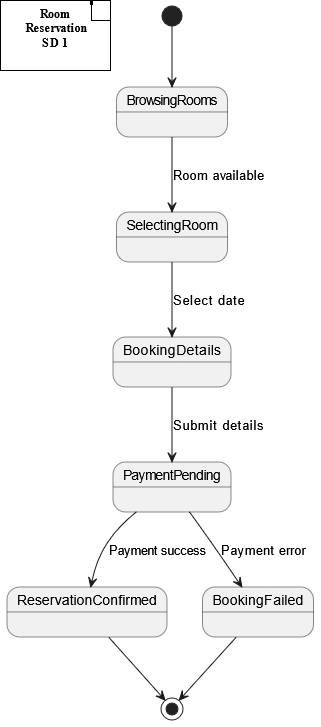 Room
Reservation
SD 1
BrowsingRooms
Room available
SelectingRoom
Select date
BookingDetails
Submit details
PaymentPending
Payment success
Payment error
ReservationConfirmed
BookingFailed